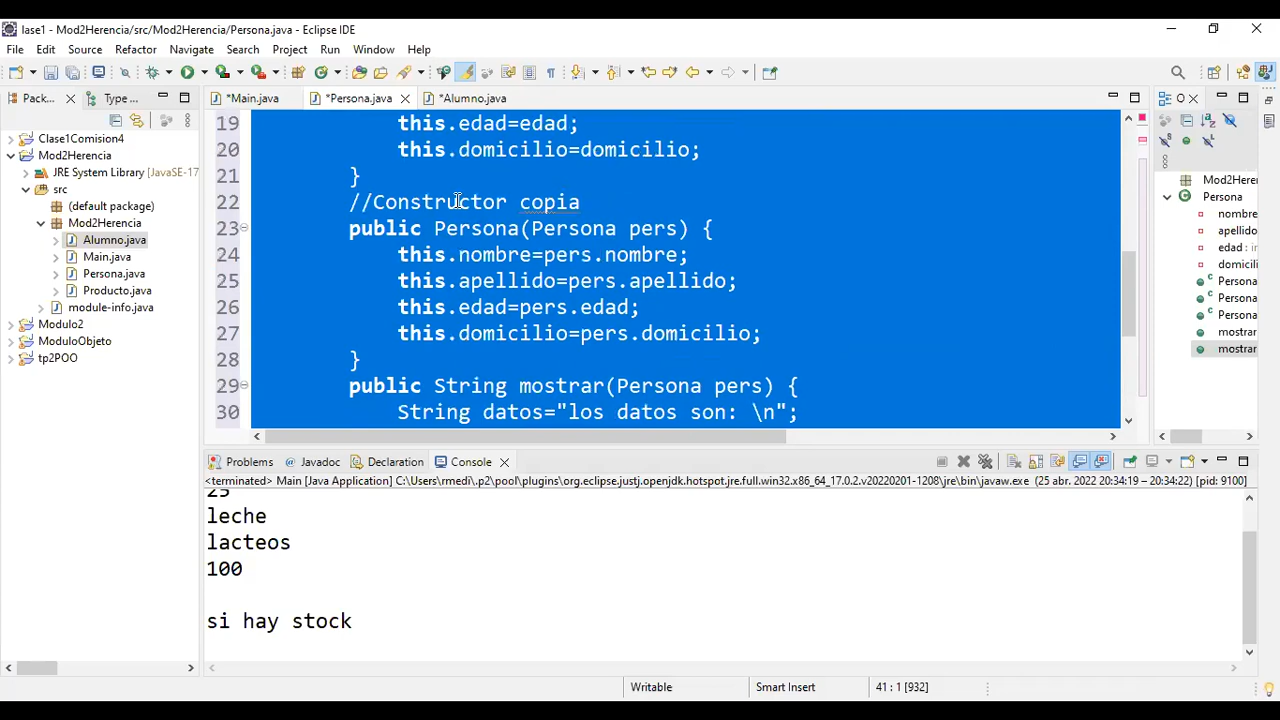 lase1 - Mod2Herencia/src/Mod2Herencia/Persona.java - Eclipse IDE
File Edit Source Refactor Navigate Search Project Run Window Help
Pack... Type ...
*Main.java *Persona.java *Alumno.java
Clase1Comision4
Mod2Herencia
JRE System Library [JavaSE-17
src
(default package)
Mod2Herencia
Alumno.java
Main.java
Persona.java
Producto.java
module-info.java
Modulo2
ModuloObjeto
tp2POO
19 this.edad=edad;
20 this.domicilio=domicilio;
21 }
22 //Constructor copia
23 public Persona(Persona pers) {
24 this.nombre=pers.nombre;
25 this.apellido=pers.apellido;
26 this.edad=pers.edad;
27 this.domicilio=pers.domicilio;
28 }
29 public String mostrar(Persona pers) {
30 String datos="los datos son: \n";
O
Mod2Herer
Persona
nombre
apellido
edad :
domicili
Persona
Persona
Persona
mostrar
mostrar
Problems Javadoc Declaration Console
<terminated> Main [Java Application] C:\Users\rmedi\.p2\pool\plugins\org.eclipse.justj.openjdk.hotspot.jre.full.win32.x86_64_17.0.2.v20220201-1208\jre\bin\javaw.exe (25 abr. 2022 20:34:19 – 20:34:22) [pid: 9100]
25
leche
lacteos
100
si hay stock
Writable Smart Insert 41 : 1 [932]